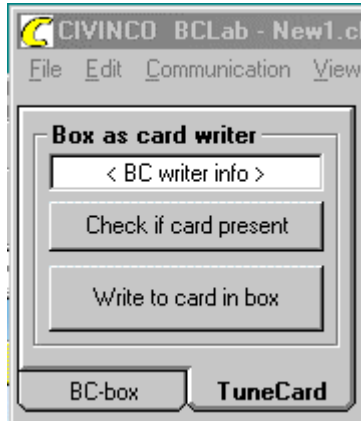 CIVINCO BCLab - New1.c
File Edit Communication View
Box as card writer
< BC writer info >
Check if card present
Write to card in box
BC-box TuneCard